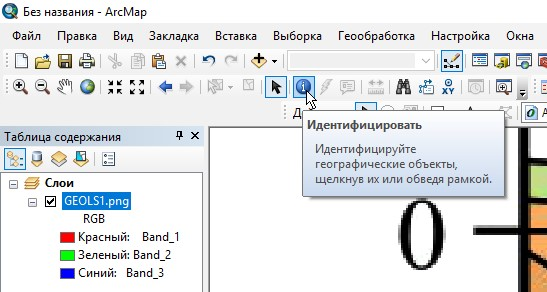 Без названия - ArcMap
Файл Правка Вид Закладка Вставка Выборка Геообработка Настройка Окна
XY
Идентифицировать
Идентифицируйте
географические объекты,
щелкнув их или обведя рамкой.
Таблица содержания
Слои
GEOLS1.png
RGB
Красный: Band_1
Зеленый: Band_2
Синий: Band_3
0